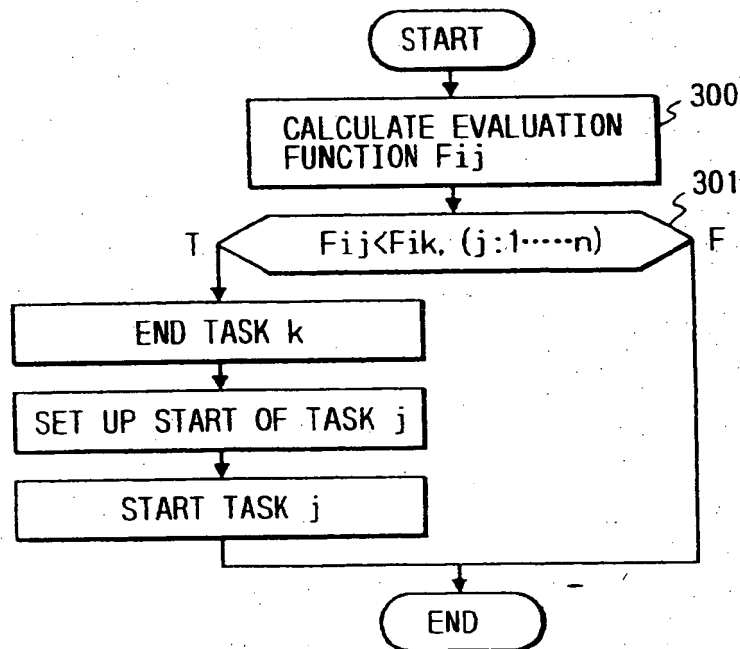 START
300
CALCULATE EVALUATION
FUNCTION Fij
301
T
Fij<Fik, (j:1·····n)
F
END TASK k
SET UP START OF TASK j
START TASK j
END